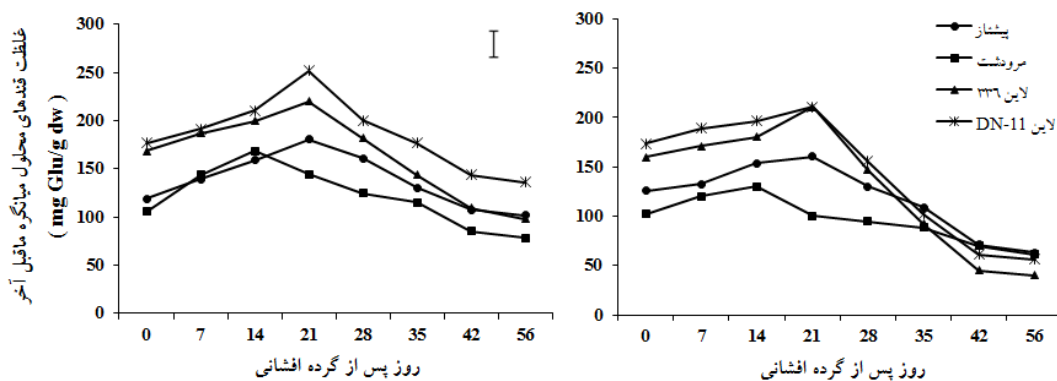 غلظت قندهای محلول میانگره ماقبل آخر
( mg Glu/g dw )
300
250
200
150
100
50
0
0 7 14 21 28 35 42 56
روز پس از گرده افشانی
300
250
200
150
100
50
0
0 7 14 21 28 35 42 56
روز پس از گرده افشانی
پیشتاز
مرودشت
لاین ۳۳٦
لاین DN-11